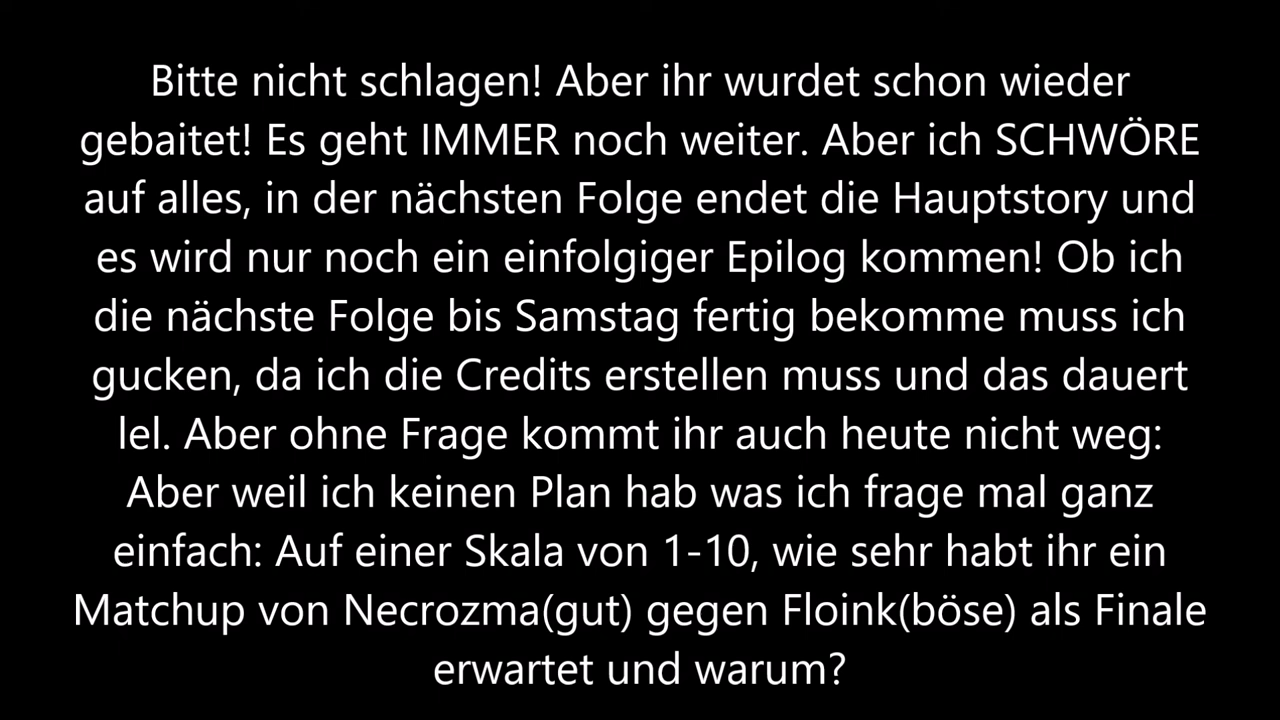 Bitte nicht schlagen! Aber ihr wurdet schon wieder
gebaitet! Es geht IMMER noch weiter. Aber ich SCHWÖRE
auf alles, in der nächsten Folge endet die Hauptstory und
es wird nur noch ein einfolgiger Epilog kommen! Ob ich
die nächste Folge bis Samstag fertig bekomme muss ich
gucken, da ich die Credits erstellen muss und das dauert
lel. Aber ohne Frage kommt ihr auch heute nicht weg:
Aber weil ich keinen Plan hab was ich frage mal ganz
einfach: Auf einer Skala von 1-10, wie sehr habt ihr ein
Matchup von Necrozma(gut) gegen Floink(böse) als Finale
erwartet und warum?